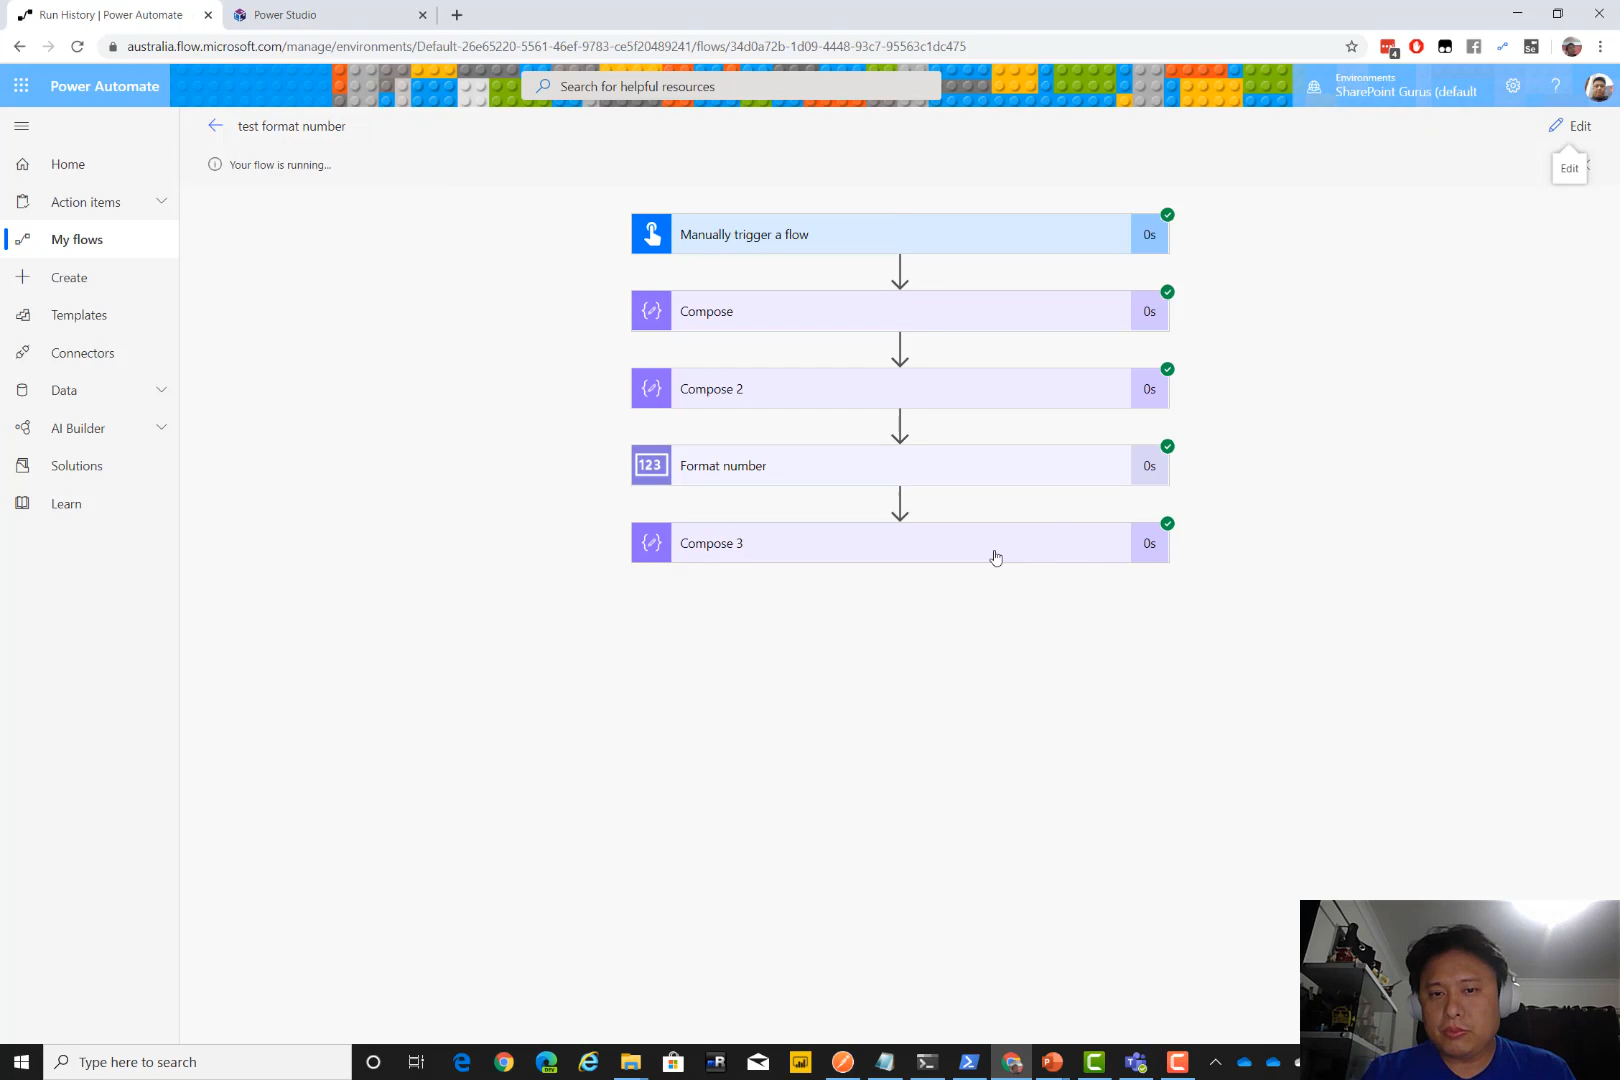 Run History | Power Automate
Power Studio
australia.flow.microsoft.com/manage/environments/Default-26e65220-5561-46ef-9783-ce5f20489241/flows/34d0a72b-1d09-4448-93c7-95563c1dc475
4
Se
Power Automate
Search for helpful resources
Environments
SharePoint Gurus (default
?
test format number
Edit
Your flow is running...
Edit
Home
Action items
My flows
Create
Templates
Connectors
Data
AI Builder
Solutions
Learn
Manually trigger a flow
0s
Compose
0s
Compose 2
0s
123
Format number
0s
Compose 3
0s
Type here to search
DEV
R